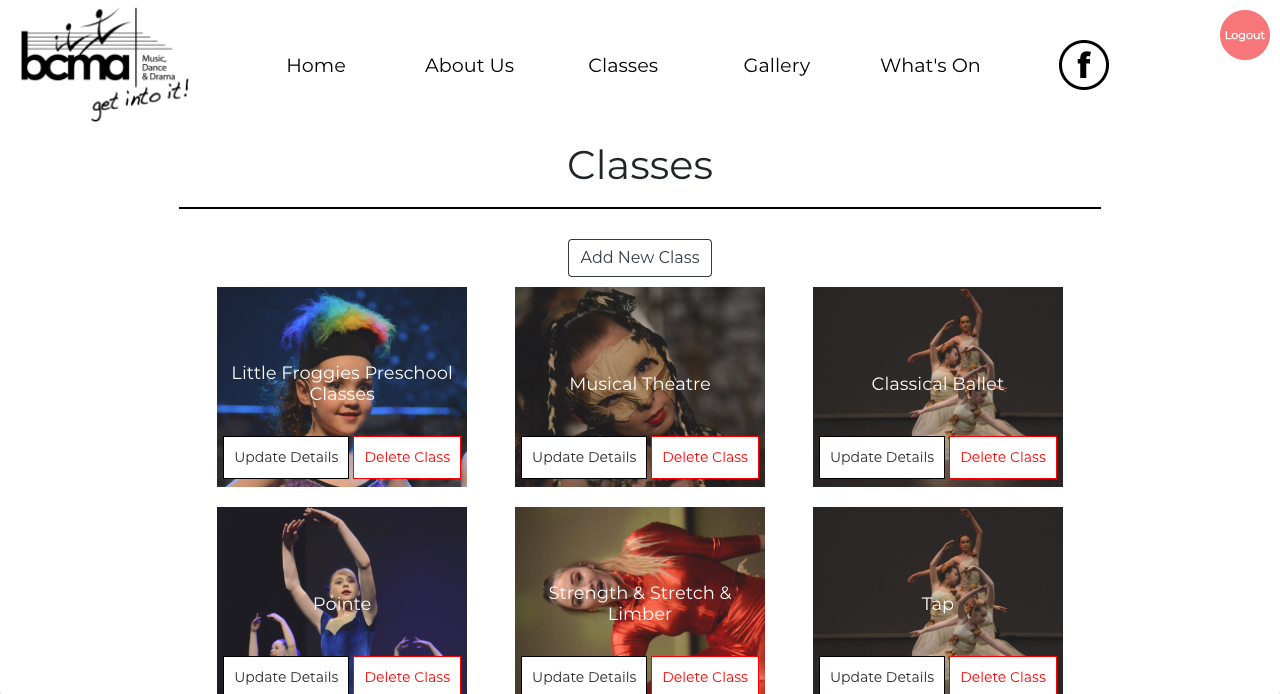 bcma
Music,
Dance
& Drama
get into it!
Home
About Us
Classes
Gallery
What's On
f
Logout
Classes
Add New Class
Little Froggies Preschool
Classes
Update Details
Delete Class
Musical Theatre
Update Details
Delete Class
Classical Ballet
Update Details
Delete Class
Pointe
Update Details
Delete Class
Strength & Stretch &
Limber
Update Details
Delete Class
Tap
Update Details
Delete Class